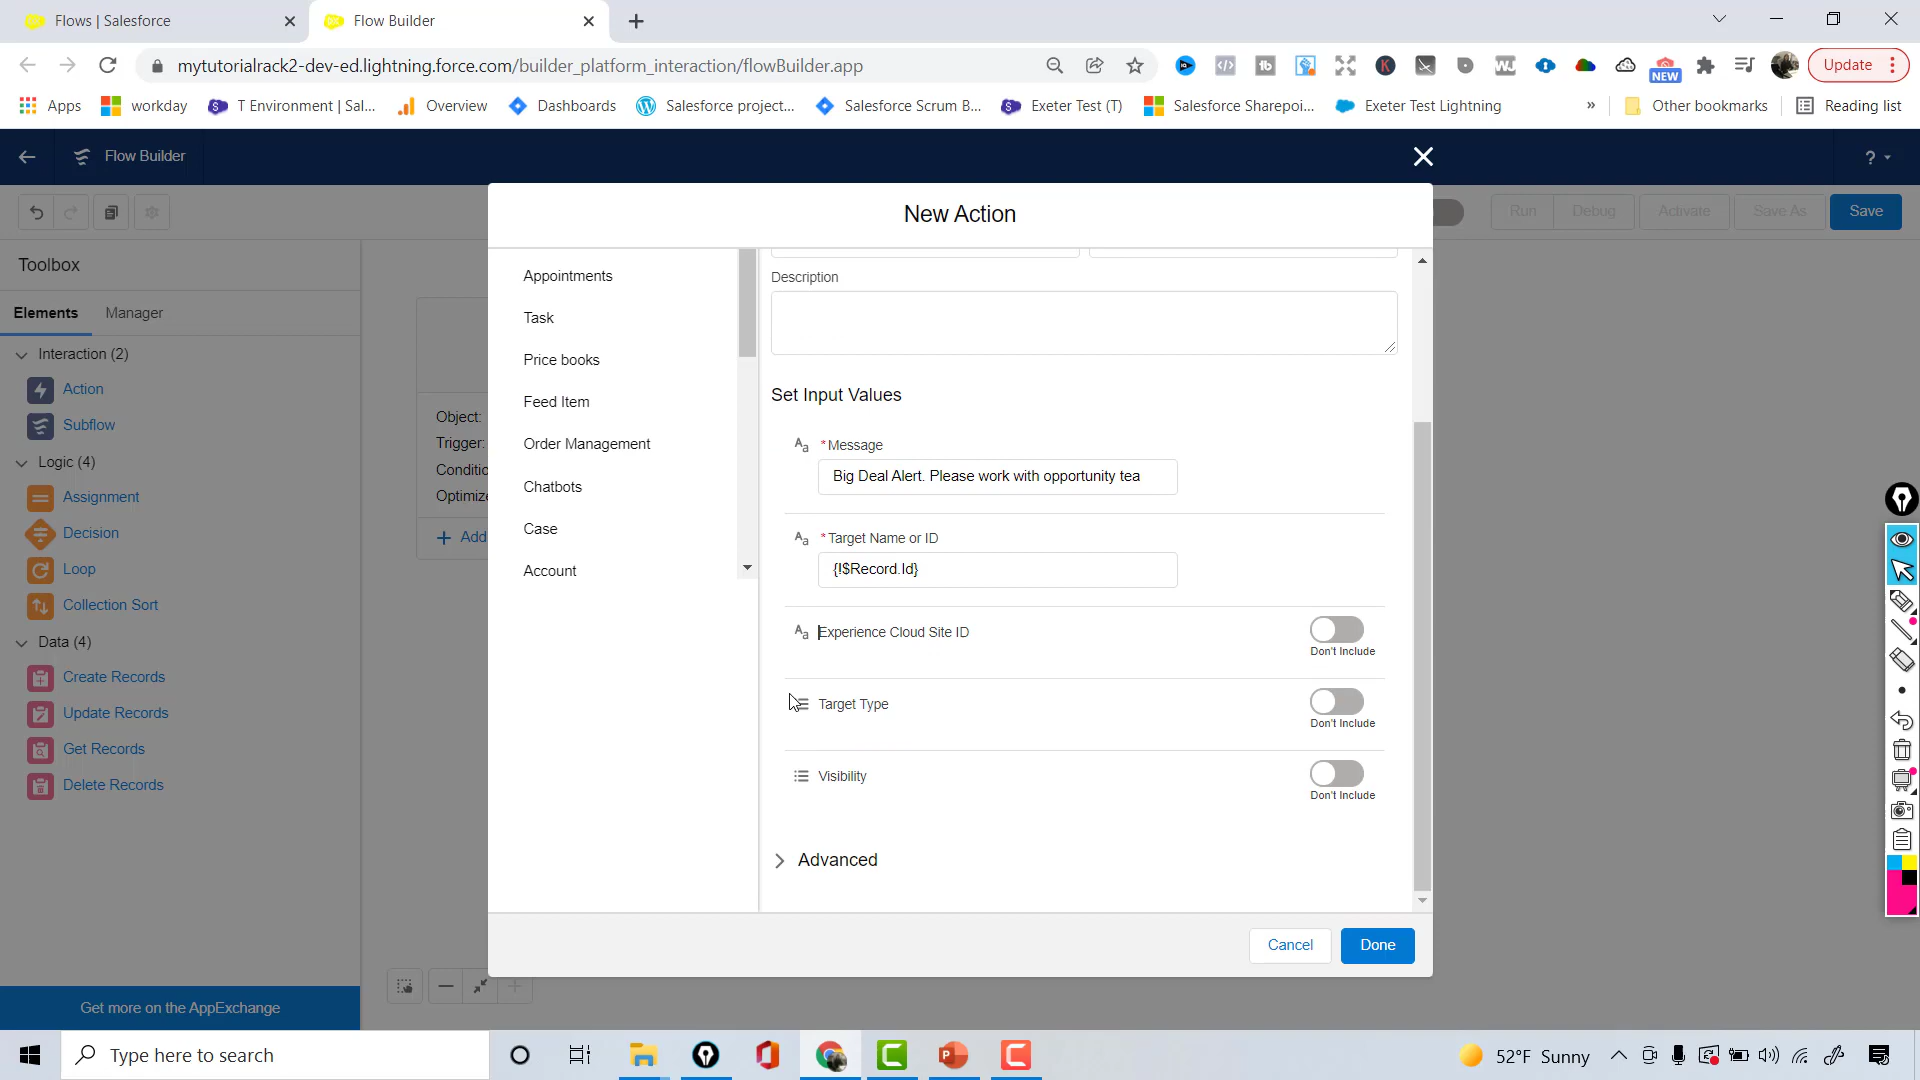 Flows | Salesforce
Flow Builder
mytutorialrack2-dev-ed.lightning.force.com/builder_platform_interaction/flowBuilder.app
NEW
Update
Apps
workday
T Environment | Sal...
Overview
Dashboards
Salesforce project...
Salesforce Scrum B...
Exeter Test (T)
Salesforce Sharepoi...
Exeter Test Lightning
»
Other bookmarks
Reading list
Flow Builder
?
New Action
Run
Debug
Activate
Save As
Save
Toolbox
Elements
Manager
Interaction (2)
Action
Subflow
Logic (4)
Assignment
Decision
Loop
Collection Sort
Data (4)
Create Records
Update Records
Get Records
Delete Records
Get more on the AppExchange
Object:
Trigger:
Conditio
Optimize
Add
Appointments
Task
Price books
Feed Item
Order Management
Chatbots
Case
Account
Description
Set Input Values
Aa *Message
Big Deal Alert. Please work with opportunity tea
Aa *Target Name or ID
{!$Record.Id}
Aa Experience Cloud Site ID
Don't Include
Target Type
Don't Include
Visibility
Don't Include
Advanced
Cancel
Done
Type here to search
52°F Sunny